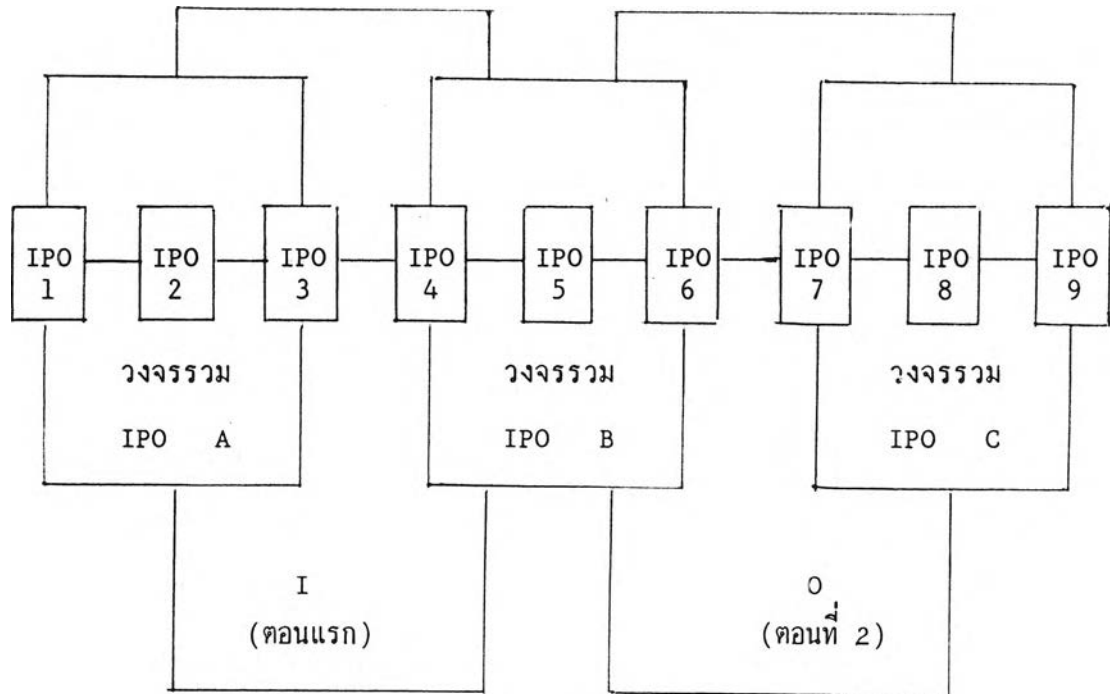 IPO IPO IPO IPO IPO IPO IPO IPO IPO
1 2 3 4 5 6 7 8 9
วงจรรวม วงจรรวม วงจรรวม
IPO A IPO B IPO C
I O
(ตอนแรก) (ตอนที่ 2)